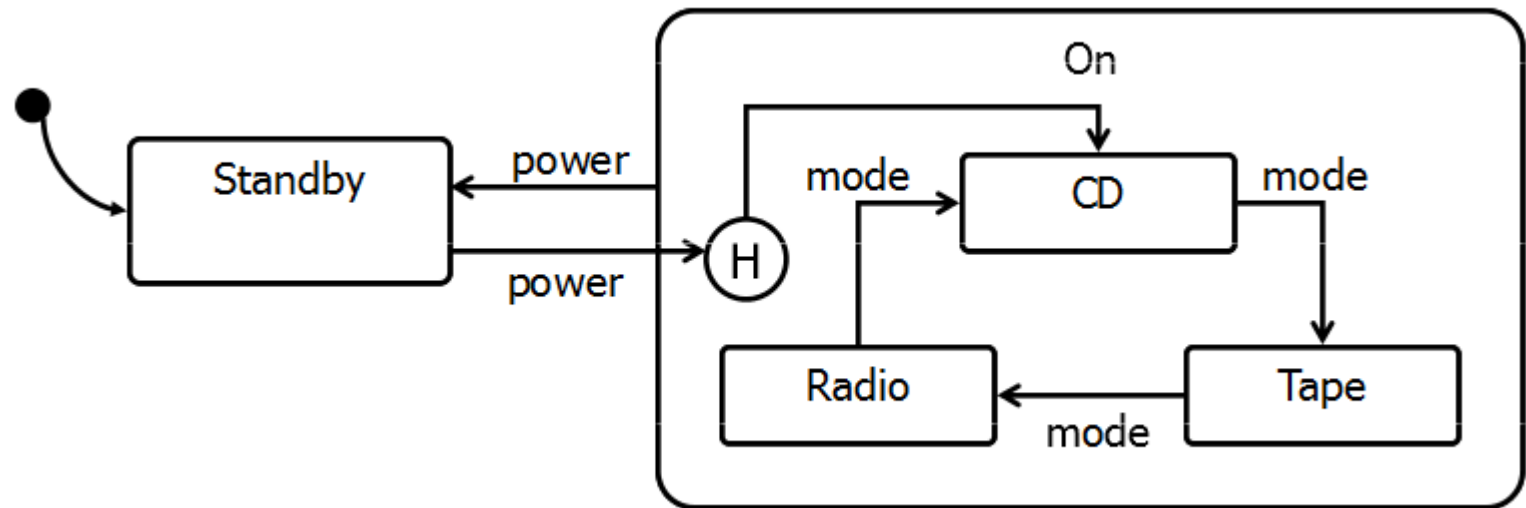 On
Standby
power
mode
CD
mode
H
power
Radio
Tape
mode